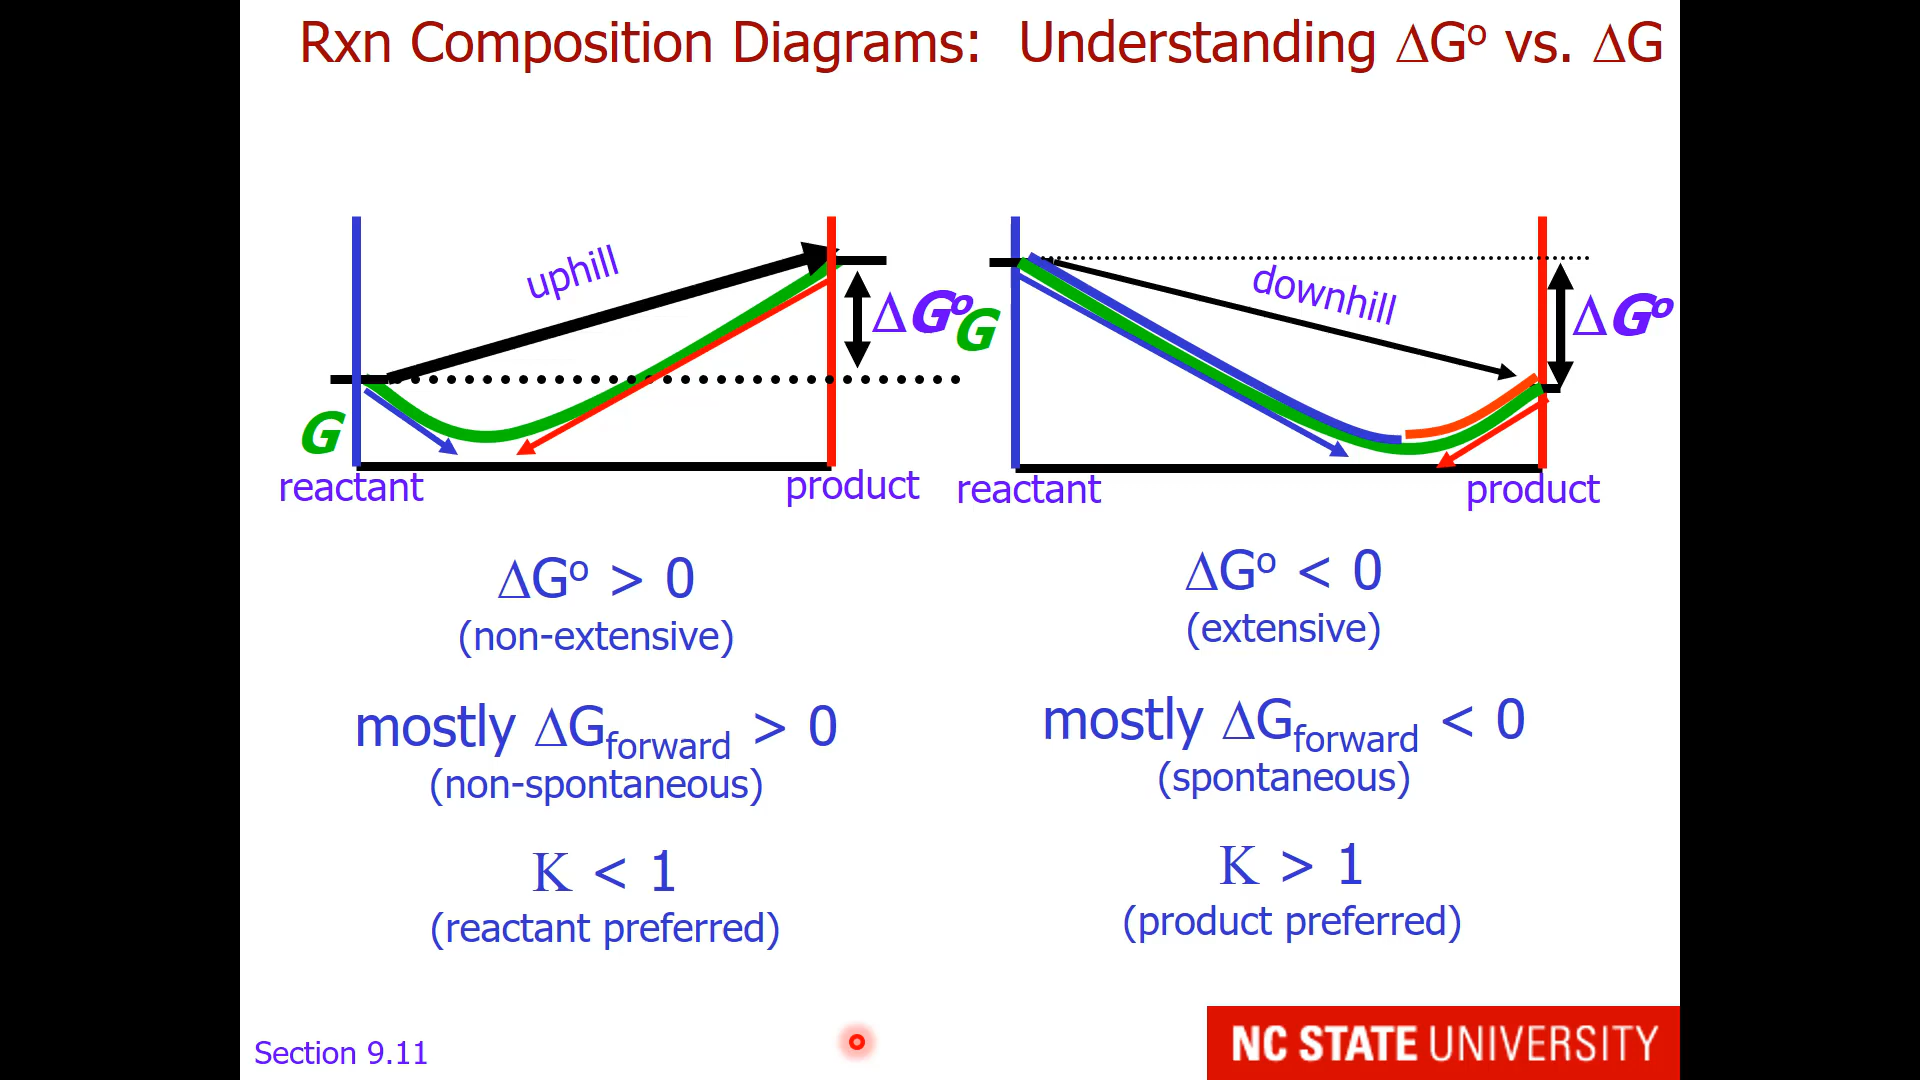 Rxn Composition Diagrams: Understanding ΔGº vs. ΔG
uphill
ΔGº
G
reactant
product
G
downhill
ΔGº
reactant
product
ΔGº > 0
(non-extensive)
mostly ΔGforward > 0
(non-spontaneous)
K < 1
(reactant preferred)
ΔGº < 0
(extensive)
mostly ΔGforward < 0
(spontaneous)
K > 1
(product preferred)
Section 9.11
NC STATE UNIVERSITY